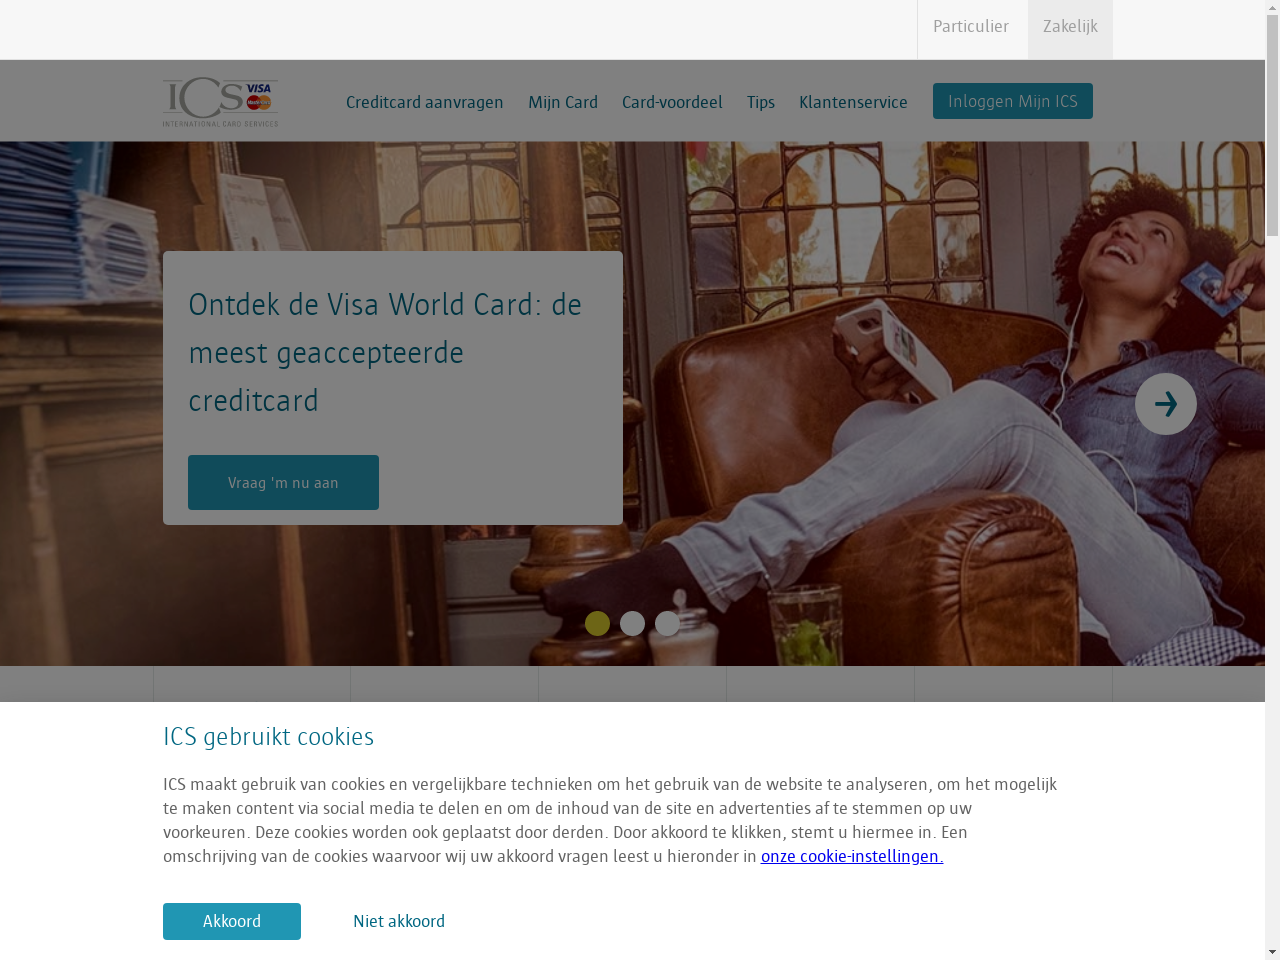 Particulier
Zakelijk
ICS
VISA
MasterCard
INTERNATIONAL CARD SERVICES
Creditcard aanvragen
Mijn Card
Card-voordeel
Tips
Klantenservice
Inloggen Mijn ICS
Ontdek de Visa World Card: de
meest geaccepteerde
creditcard
Vraag 'm nu aan
ICS gebruikt cookies
ICS maakt gebruik van cookies en vergelijkbare technieken om het gebruik van de website te analyseren, om het mogelijk
te maken content via social media te delen en om de inhoud van de site en advertenties af te stemmen op uw
voorkeuren. Deze cookies worden ook geplaatst door derden. Door akkoord te klikken, stemt u hiermee in. Een
omschrijving van de cookies waarvoor wij uw akkoord vragen leest u hieronder in onze cookie-instellingen.
Akkoord
Niet akkoord